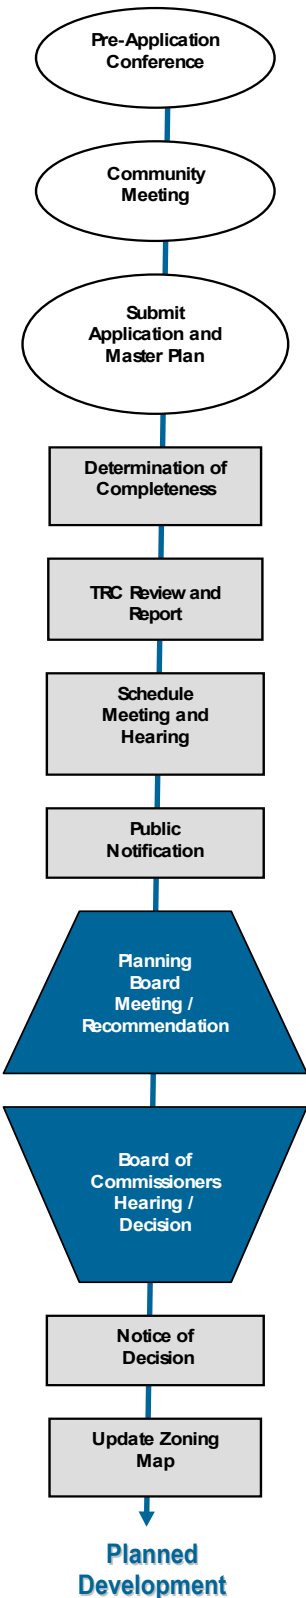 Pre-Application
Conference
Community
Meeting
Submit
Application and
Master Plan
Determination of
Completeness
TRC Review and
Report
Schedule
Meeting and
Hearing
Public
Notification
Planning
Board
Meeting /
Recommendation
Board of
Commissioners
Hearing /
Decision
Notice of
Decision
Update Zoning
Map
Planned
Development